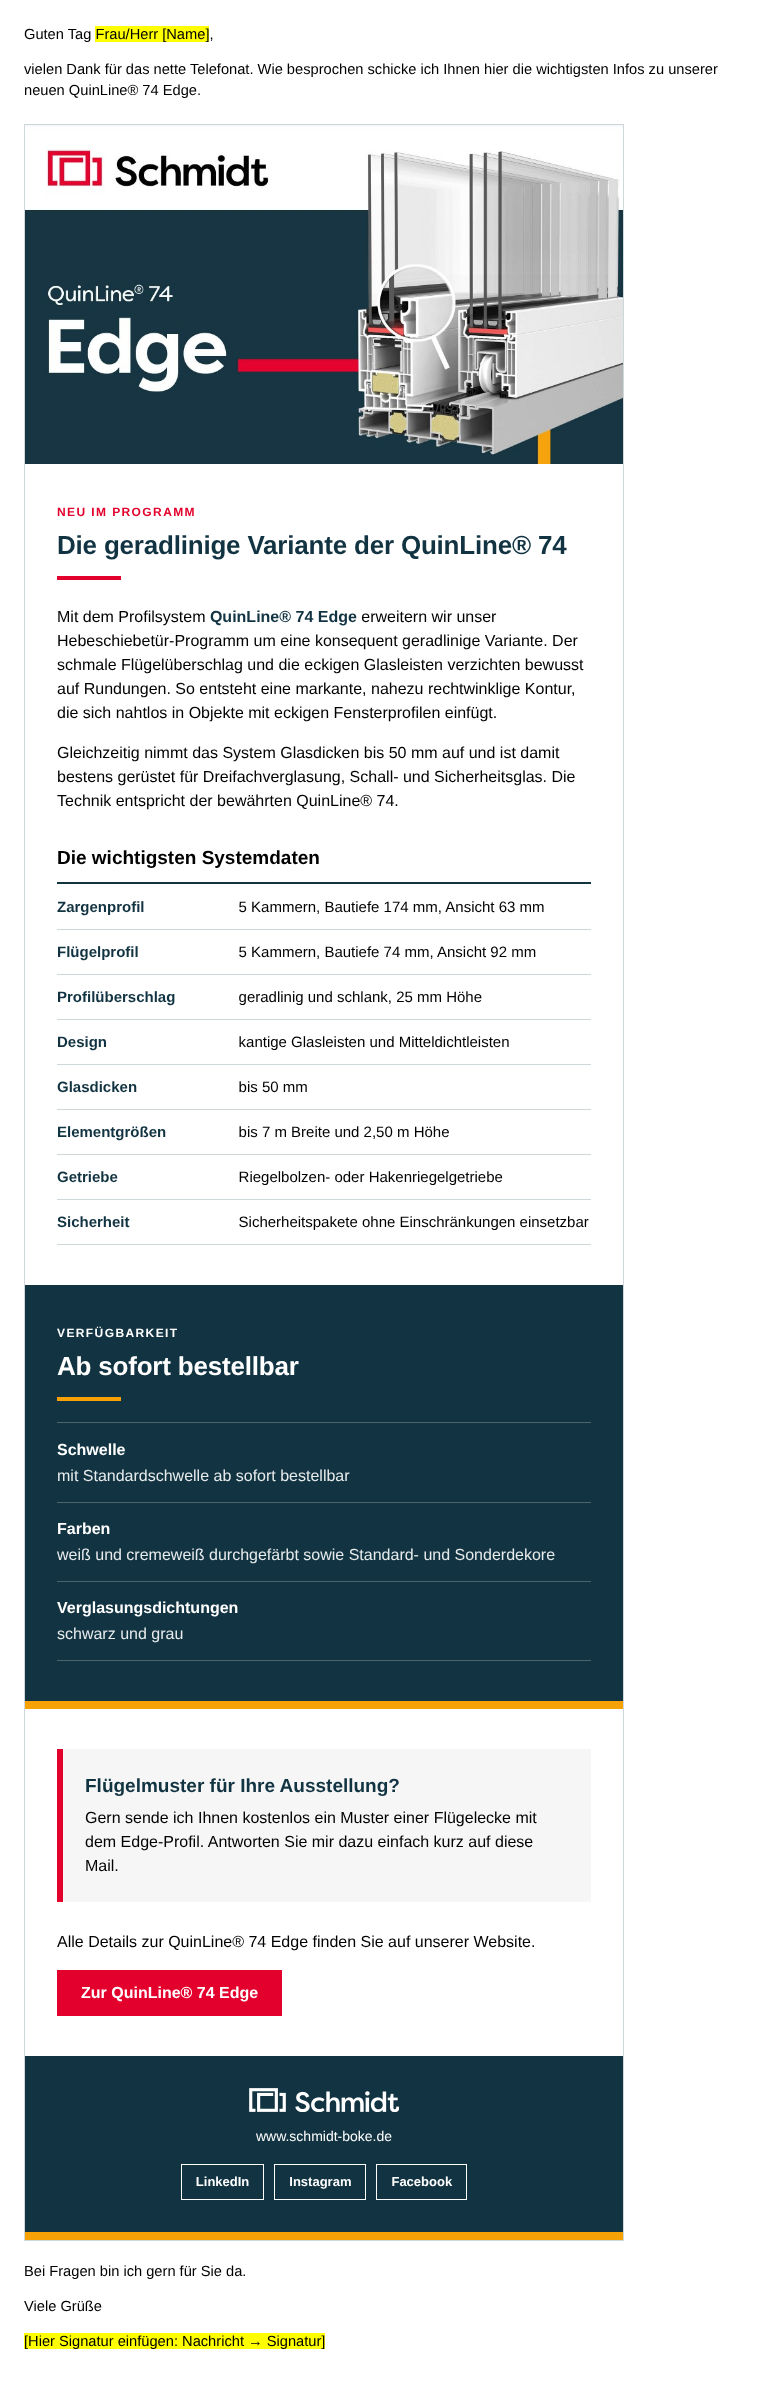 Guten Tag Frau/Herr [Name],
vielen Dank für das nette Telefonat. Wie besprochen schicke ich Ihnen hier die wichtigsten Infos zu unserer
neuen QuinLine® 74 Edge.
Schmidt
QuinLine® 74
Edge
NEU IM PROGRAMM
Die geradlinige Variante der QuinLine® 74
Mit dem Profilsystem QuinLine® 74 Edge erweitern wir unser
Hebeschiebetür-Programm um eine konsequent geradlinige Variante. Der
schmale Flügelüberschlag und die eckigen Glasleisten verzichten bewusst
auf Rundungen. So entsteht eine markante, nahezu rechtwinklige Kontur,
die sich nahtlos in Objekte mit eckigen Fensterprofilen einfügt.
Gleichzeitig nimmt das System Glasdicken bis 50 mm auf und ist damit
bestens gerüstet für Dreifachverglasung, Schall- und Sicherheitsglas. Die
Technik entspricht der bewährten QuinLine® 74.
Die wichtigsten Systemdaten
Zargenprofil 5 Kammern, Bautiefe 174 mm, Ansicht 63 mm
Flügelprofil 5 Kammern, Bautiefe 74 mm, Ansicht 92 mm
Profilüberschlag geradlinig und schlank, 25 mm Höhe
Design kantige Glasleisten und Mitteldichtleisten
Glasdicken bis 50 mm
Elementgrößen bis 7 m Breite und 2,50 m Höhe
Getriebe Riegelbolzen- oder Hakenriegelgetriebe
Sicherheit Sicherheitspakete ohne Einschränkungen einsetzbar
VERFÜGBARKEIT
Ab sofort bestellbar
Schwelle
mit Standardschwelle ab sofort bestellbar
Farben
weiß und cremeweiß durchgefärbt sowie Standard- und Sonderdekore
Verglasungsdichtungen
schwarz und grau
Flügelmuster für Ihre Ausstellung?
Gern sende ich Ihnen kostenlos ein Muster einer Flügelecke mit
dem Edge-Profil. Antworten Sie mir dazu einfach kurz auf diese
Mail.
Alle Details zur QuinLine® 74 Edge finden Sie auf unserer Website.
Zur QuinLine® 74 Edge
Schmidt
www.schmidt-boke.de
LinkedIn Instagram Facebook
Bei Fragen bin ich gern für Sie da.
Viele Grüße
[Hier Signatur einfügen: Nachricht → Signatur]